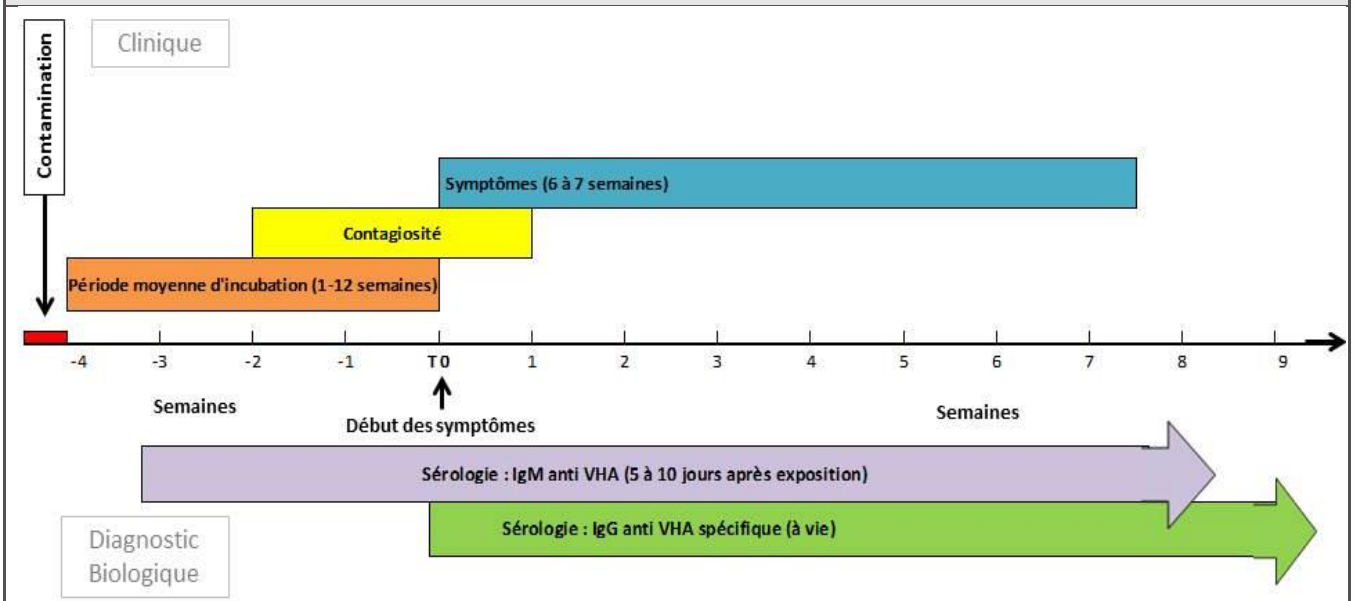 Contamination
Clinique
Symptômes (6 à 7 semaines)
Contagiosité
Période moyenne d'incubation (1-12 semaines)
-4 -3 -2 -1 T0 1 2 3 4 5 6 7 8 9
Semaines
Début des symptômes
Semaines
Sérologie : IgM anti VHA (5 à 10 jours après exposition)
Sérologie : IgG anti VHA spécifique (à vie)
Diagnostic
Biologique